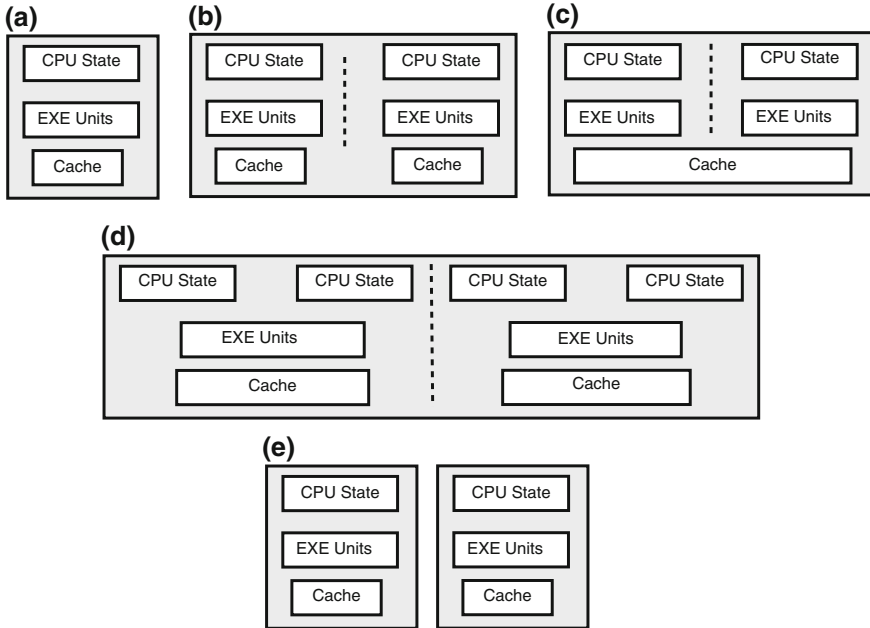 (a)
CPU State
EXE Units
Cache
(b)
CPU State CPU State
EXE Units EXE Units
Cache Cache
(c)
CPU State CPU State
EXE Units EXE Units
Cache
(d)
CPU State CPU State CPU State CPU State
EXE Units EXE Units
Cache Cache
(e)
CPU State CPU State
EXE Units EXE Units
Cache Cache